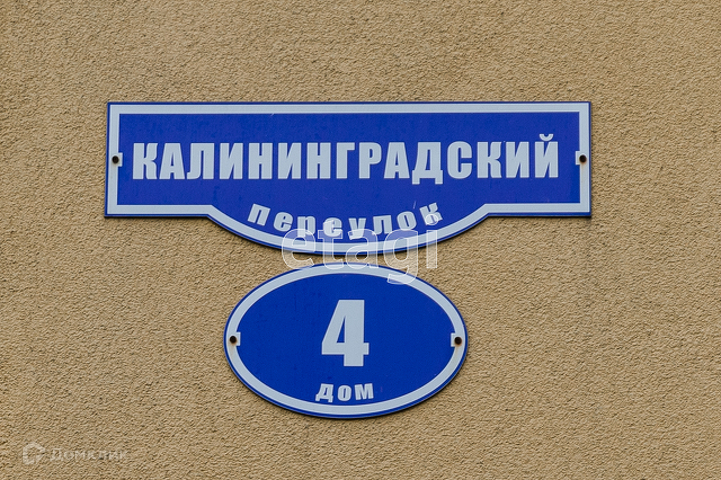 КАЛИНИНГРАДСКИЙ
переулок
etagi
4
дом
Домклик